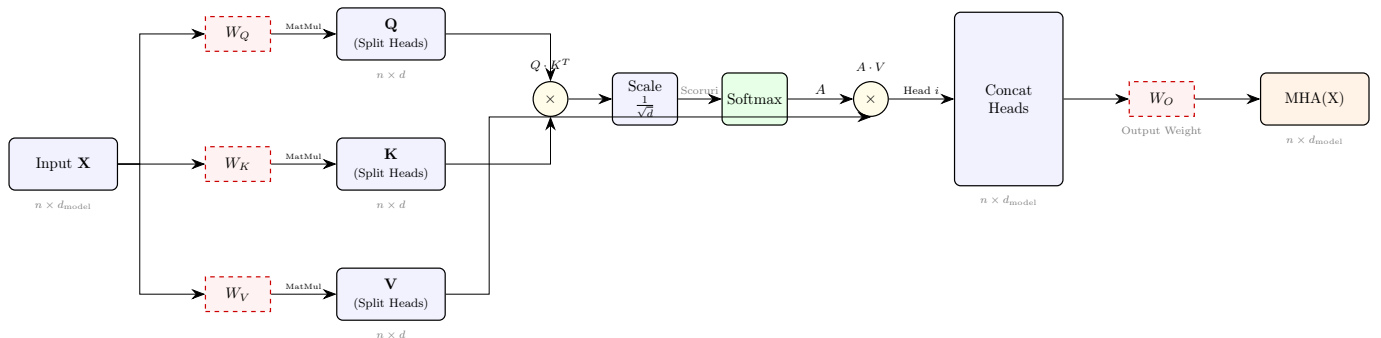 Input X
n × d_model
W_Q
MatMul
Q
(Split Heads)
n × d
W_K
MatMul
K
(Split Heads)
n × d
W_V
MatMul
V
(Split Heads)
n × d
Q · K^T
×
Scale
1/√d
Scoruri
Softmax
A
A · V
×
Head i
Concat
Heads
n × d_model
W_O
Output Weight
MHA(X)
n × d_model